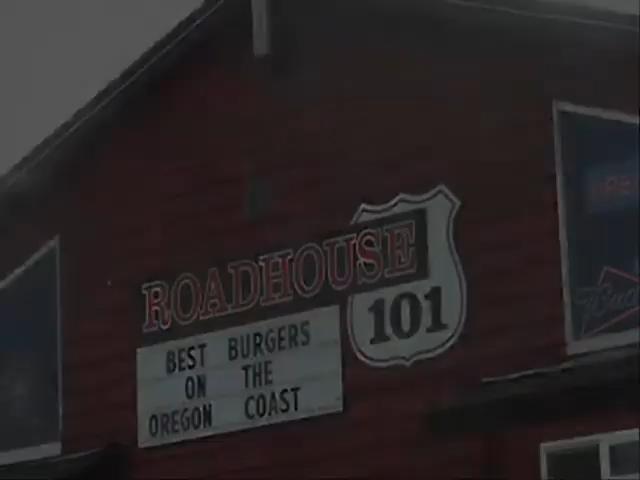 ROADHOUSE
101
BEST BURGERS
ON THE
OREGON COAST